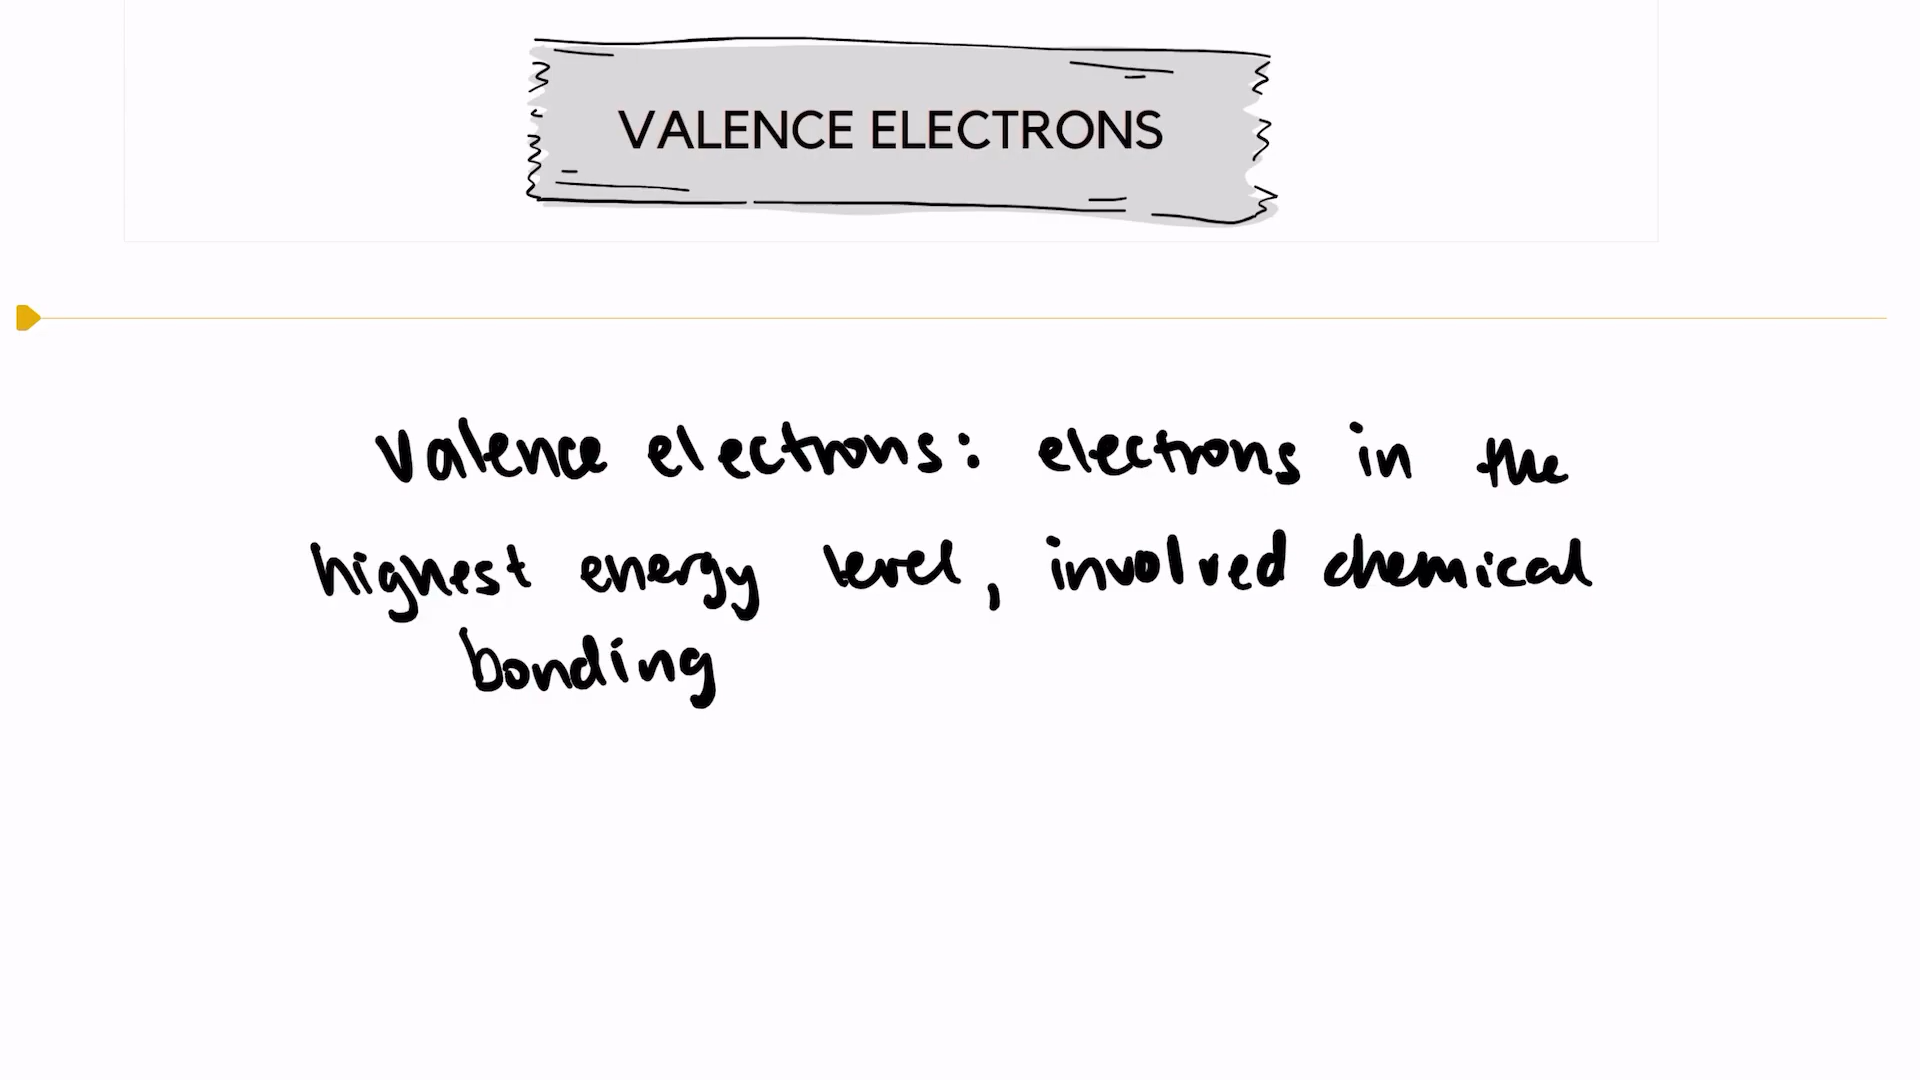 VALENCE ELECTRONS
Valence electrons: electrons in the
highest energy level, involved chemical
bonding